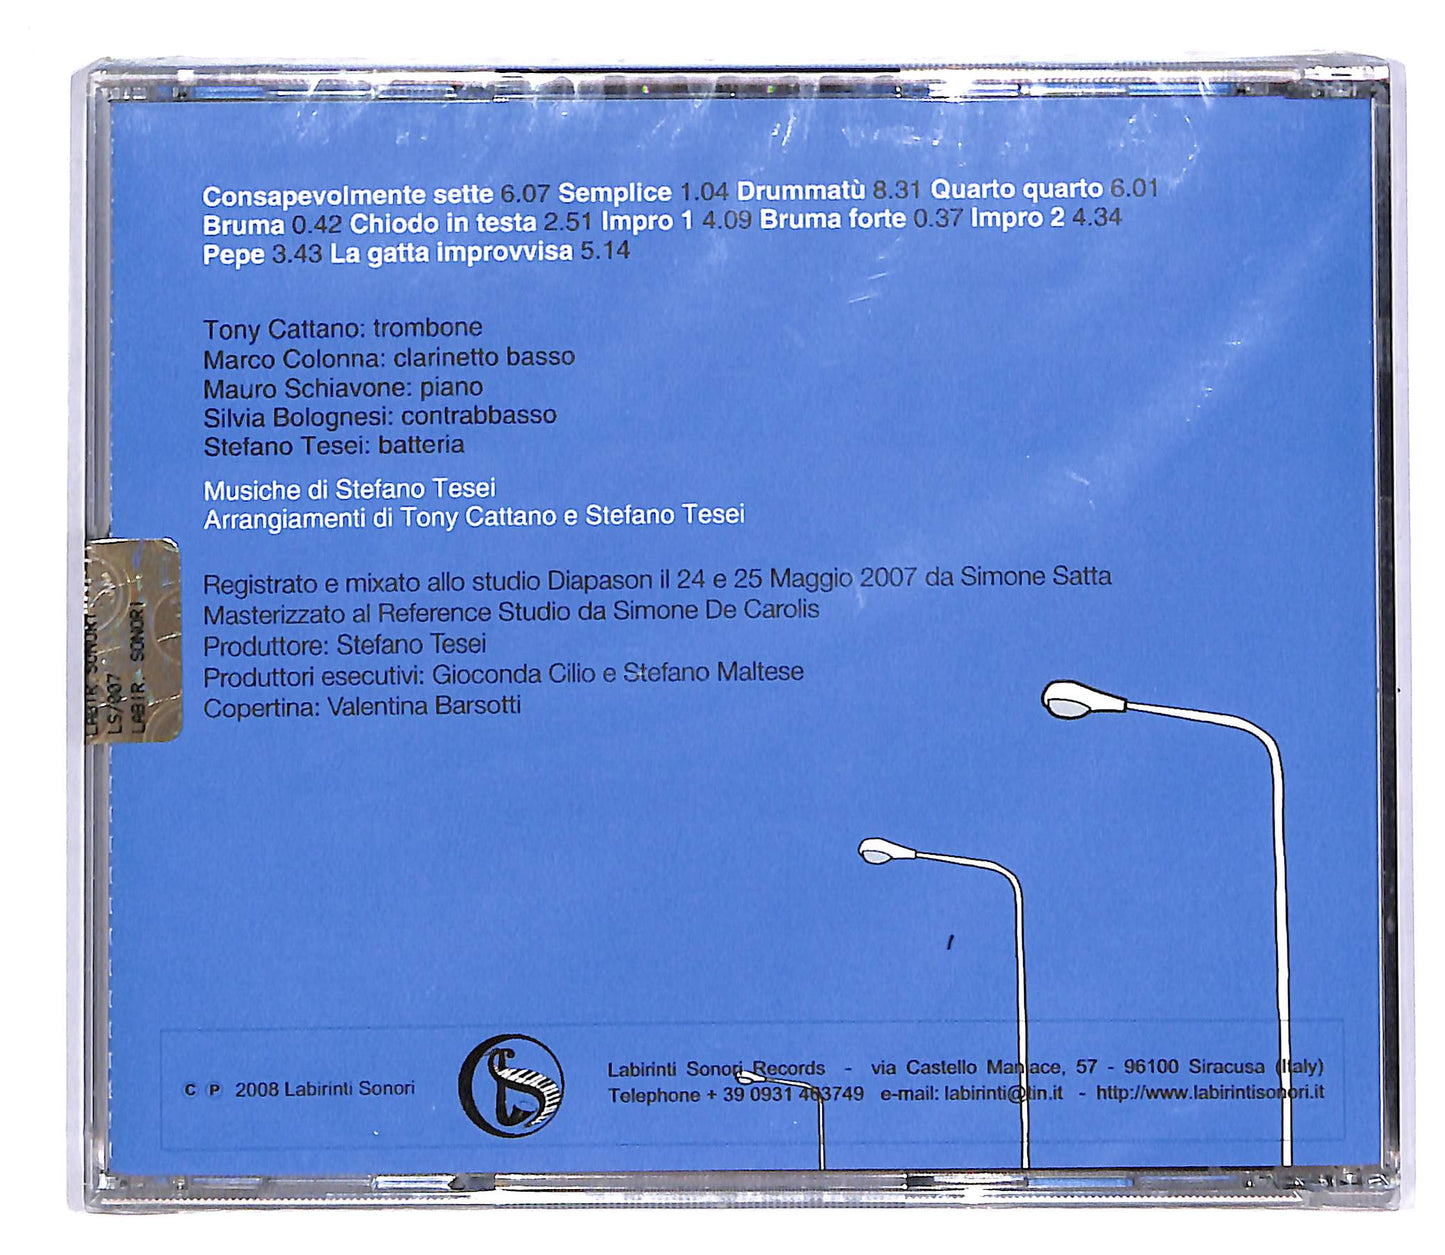 Consapevolmente sette 6.07 Semplice 1.04 Drummatù 8.31 Quarto quarto 6.01
Bruma 0.42 Chiodo in testa 2.51 Impro 1 4.09 Bruma forte 0.37 Impro 2 4.34
Pepe 3.43 La gatta improvvisa 5.14
Tony Cattano: trombone
Marco Colonna: clarinetto basso
Mauro Schiavone: piano
Silvia Bolognesi: contrabbasso
Stefano Tesei: batteria
Musiche di Stefano Tesei
Arrangiamenti di Tony Cattano e Stefano Tesei
Registrato e mixato allo studio Diapason il 24 e 25 Maggio 2007 da Simone Satta
Masterizzato al Reference Studio da Simone De Carolis
Produttore: Stefano Tesei
Produttori esecutivi: Gioconda Cilio e Stefano Maltese
Copertina: Valentina Barsotti
LABIR. SONORI
LS/007
LABIR. SONORI
C P 2008 Labirinti Sonori
Labirinti Sonori Records - via Castello Maniace, 57 - 96100 Siracusa (Italy)
Telephone + 39 0931 463749 e-mail: labirinti@tin.it - http://www.labirintisonori.it